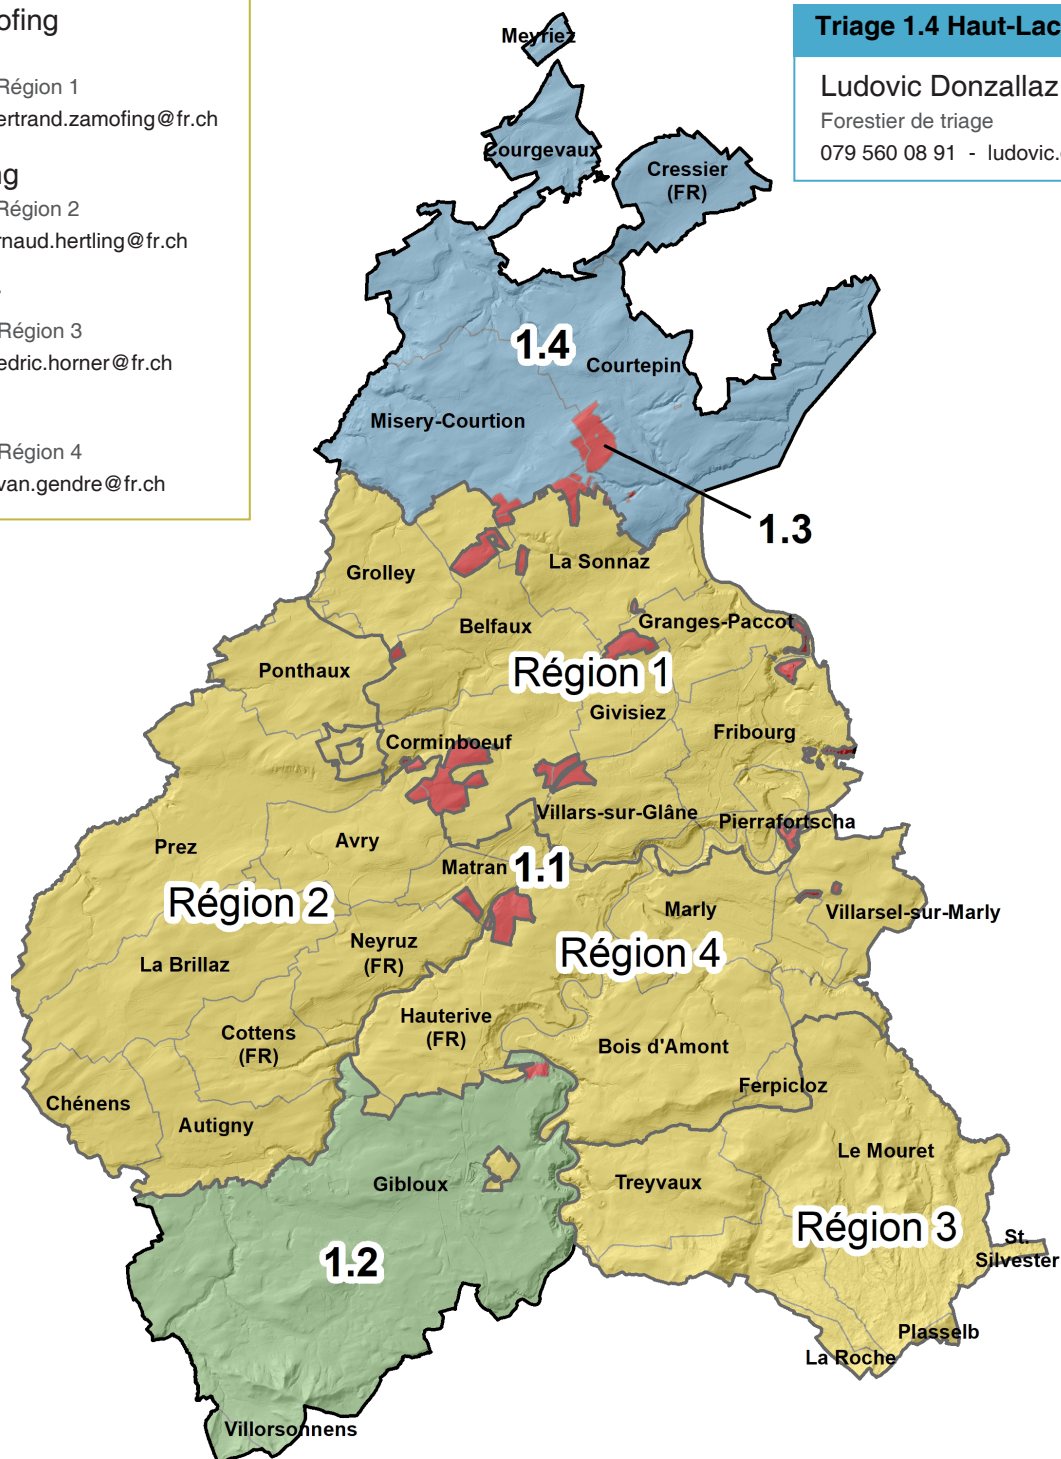 ofing
Région 1
ertrand.zamofing@fr.ch
ng
Région 2
rnaud.hertling@fr.ch
Région 3
edric.horner@fr.ch
Région 4
van.gendre@fr.ch
Triage 1.4 Haut-Lac
Ludovic Donzallaz
Forestier de triage
079 560 08 91 - ludovic.
Meyriez
Courgevaux
Cressier
(FR)
1.4
Courtepin
Misery-Courtion
1.3
La Sonnaz
Grolley
Granges-Paccot
Belfaux
Ponthaux
Région 1
Givisiez
Fribourg
Corminboeuf
Villars-sur-Glâne
Pierrafortscha
Avry
Prez
Matran
1.1
Région 2
Marly
Villarsel-sur-Marly
Neyruz
(FR)
Région 4
La Brillaz
Hauterive
(FR)
Cottens
(FR)
Bois d'Amont
Ferpicloz
Chénens
Autigny
Le Mouret
Gibloux
Treyvaux
Région 3
St.
Silvester
1.2
Plasselb
La Roche
Villorsonnens